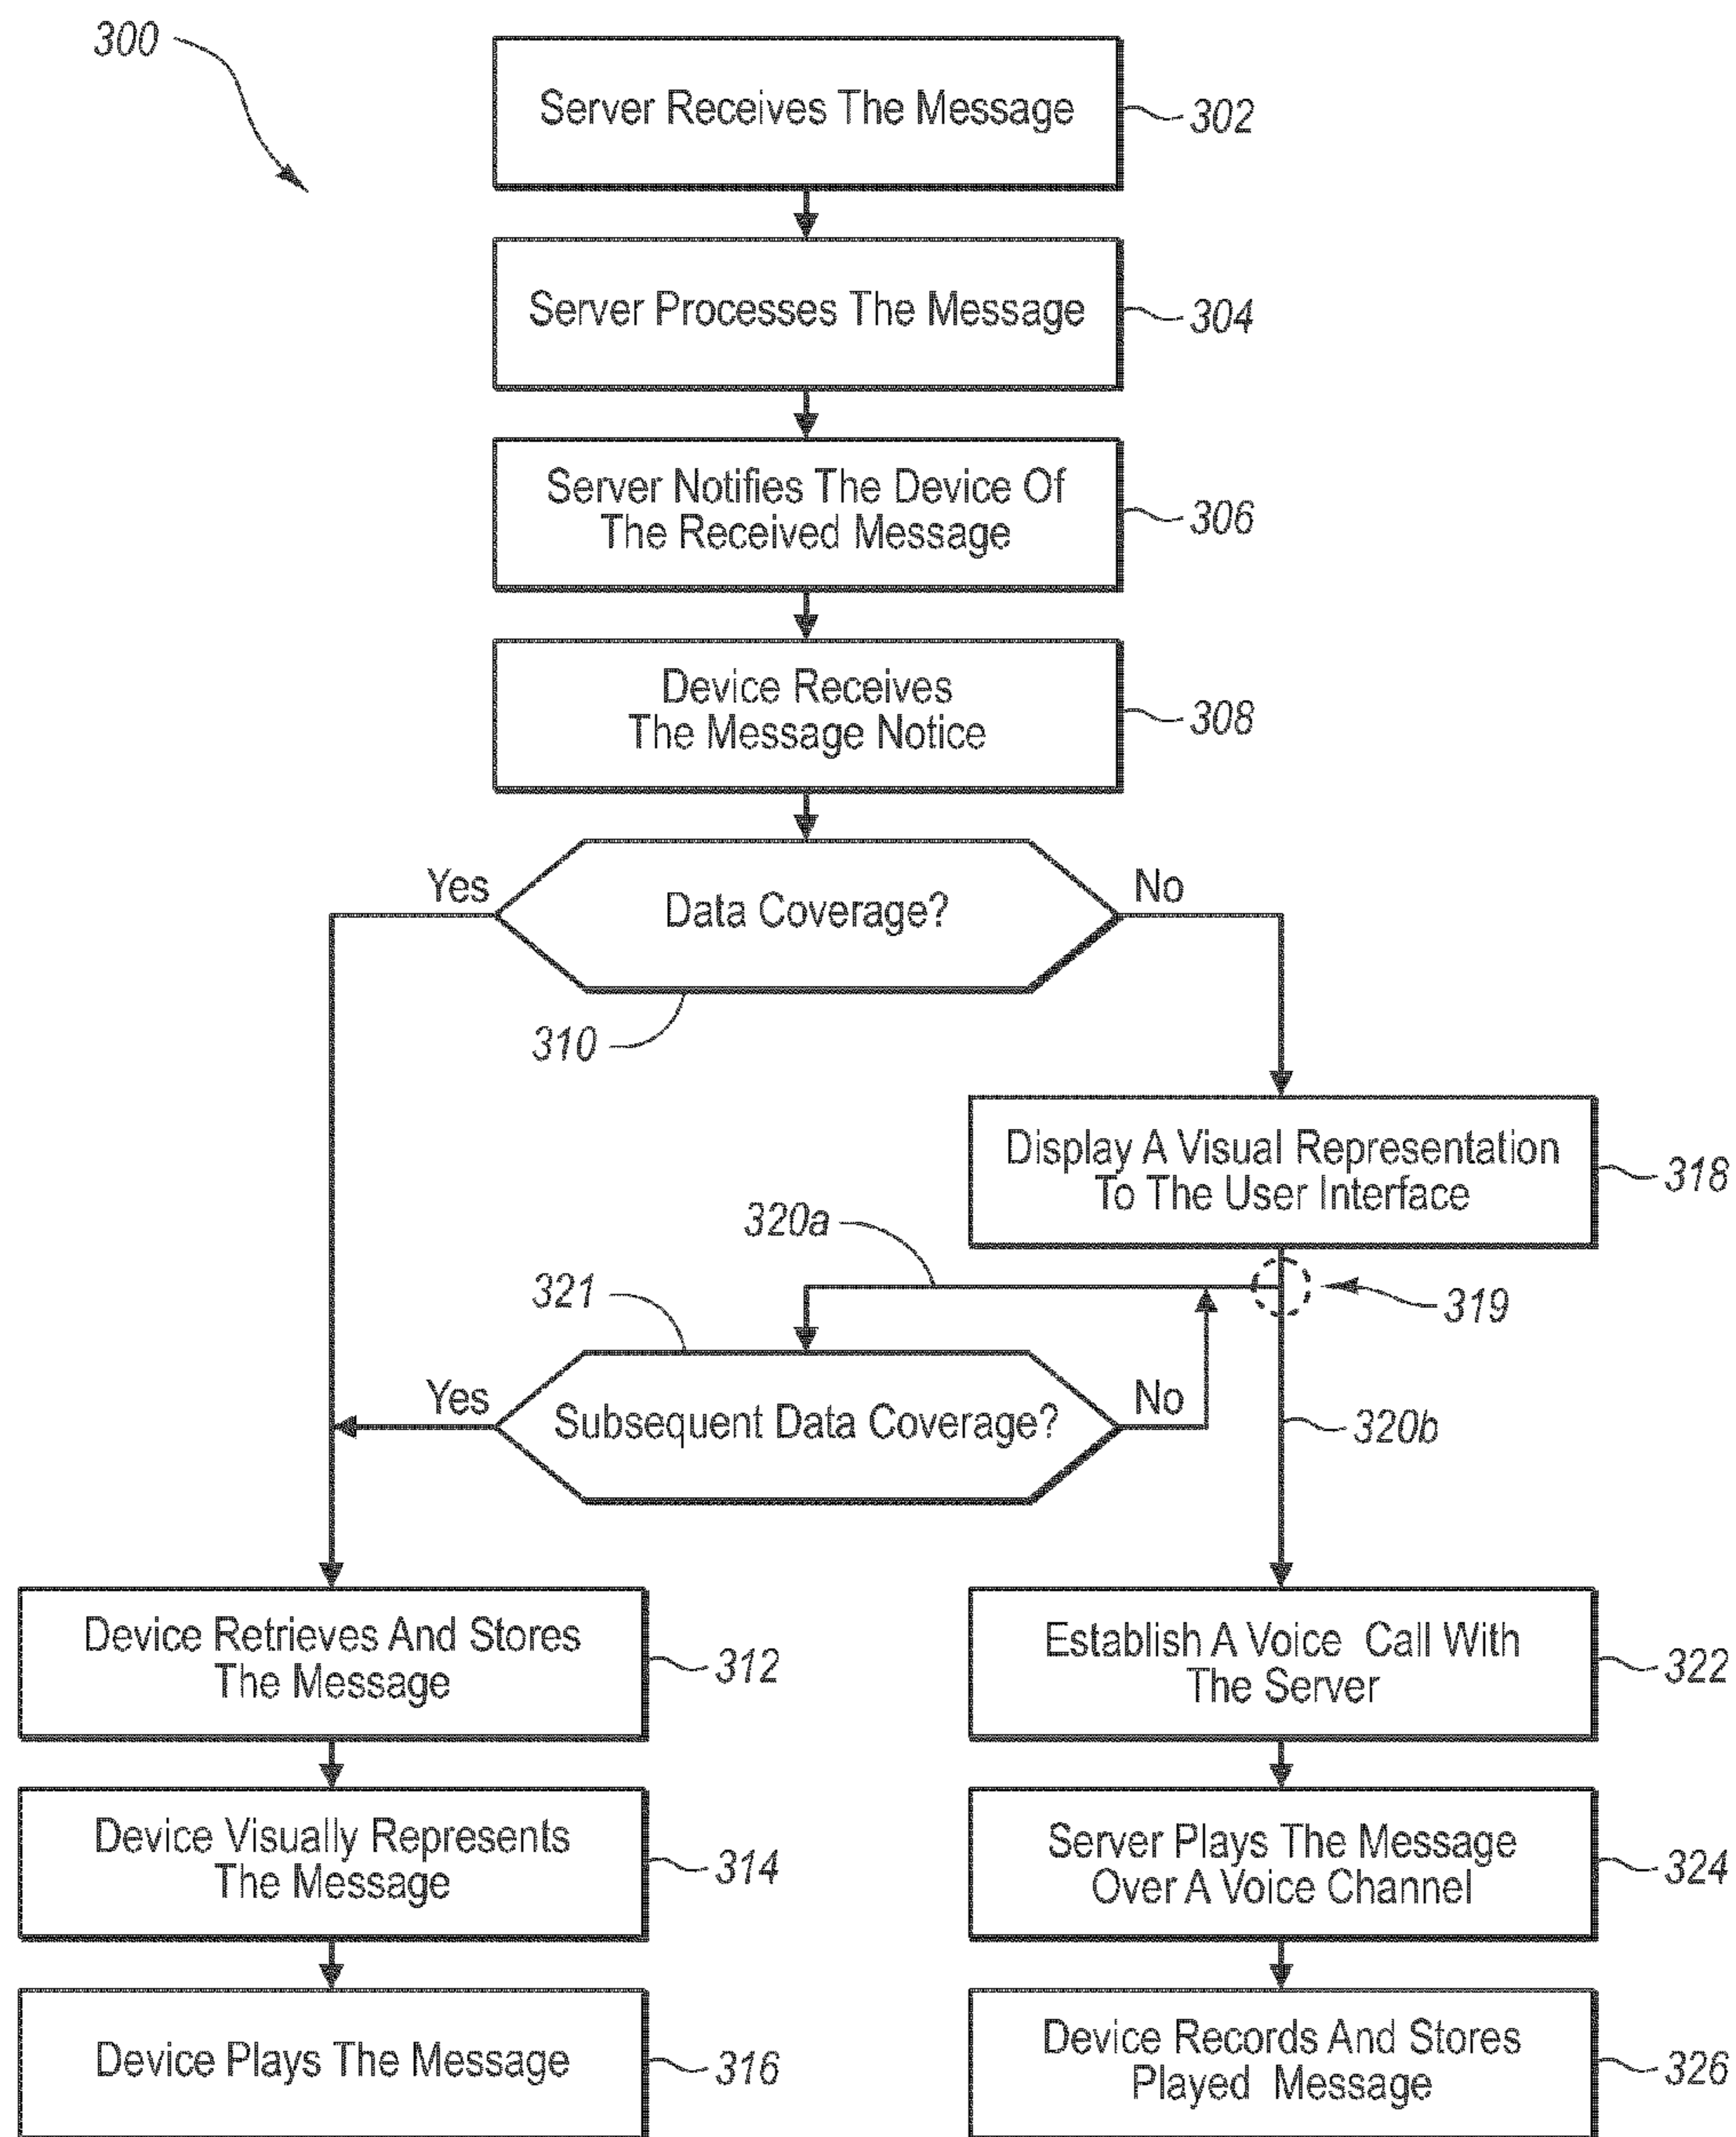 300
Server Receives The Message
302
Server Processes The Message
304
Server Notifies The Device Of
The Received Message
306
Device Receives
The Message Notice
308
Yes
Data Coverage?
No
310
Display A Visual Representation
To The User Interface
318
320a
319
321
Yes
Subsequent Data Coverage?
No
320b
Device Retrieves And Stores
The Message
312
Establish A Voice Call With
The Server
322
Device Visually Represents
The Message
314
Server Plays The Message
Over A Voice Channel
324
Device Plays The Message
316
Device Records And Stores
Played Message
326